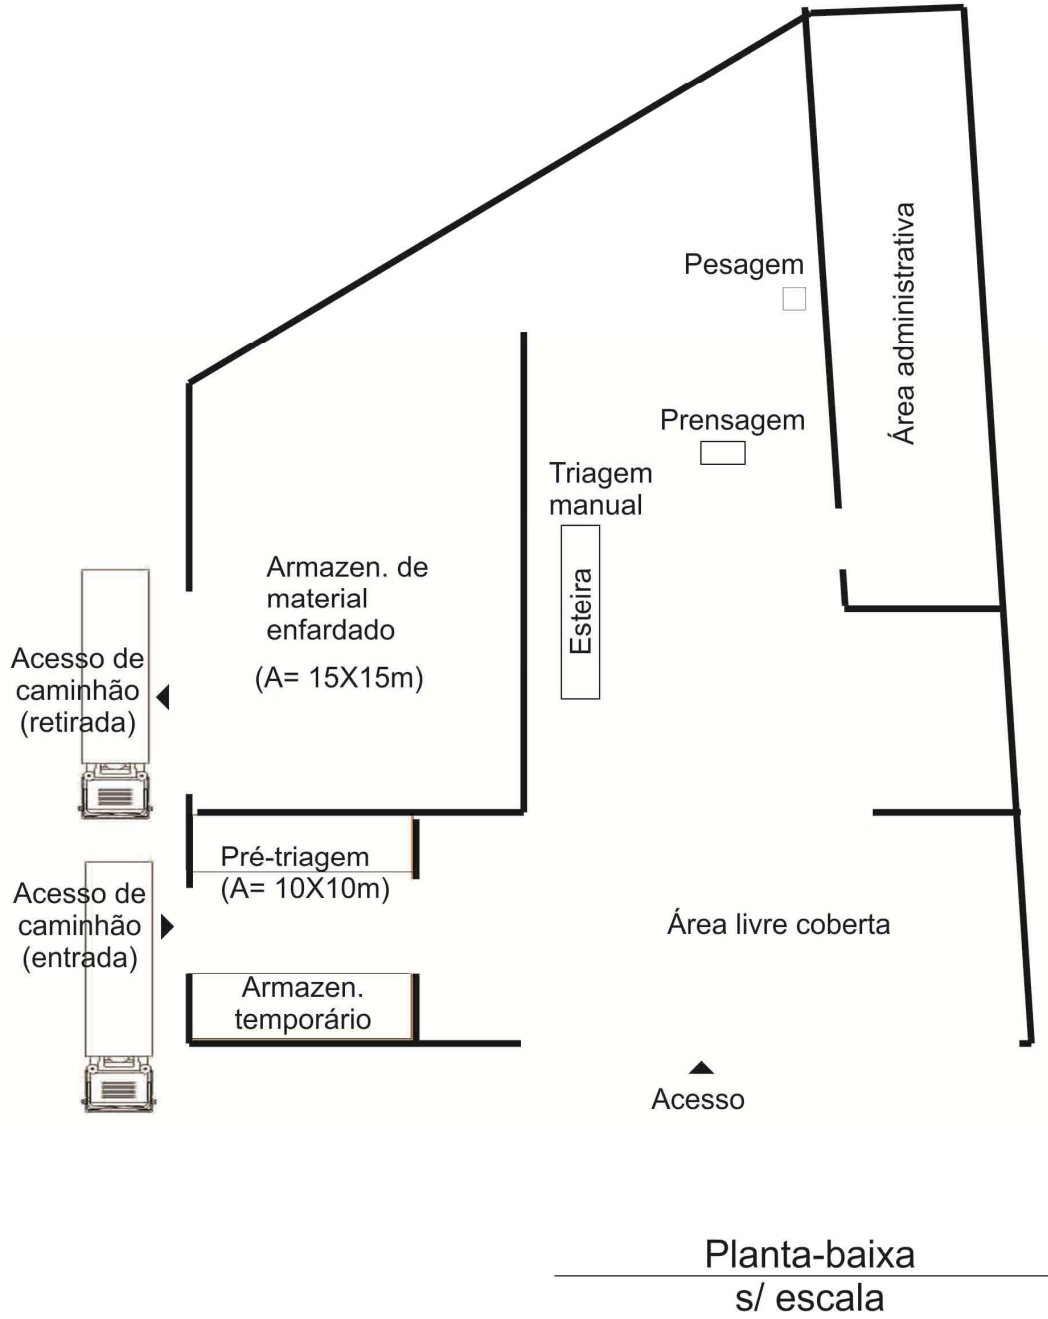 Pesagem
Área administrativa
Prensagem
Triagem
manual
Esteira
Armazen. de
material
enfardado
(A= 15X15m)
Acesso de
caminhão
(retirada)
Pré-triagem
(A= 10X10m)
Acesso de
caminhão
(entrada)
Área livre coberta
Armazen.
temporário
Acesso
Planta-baixa
s/ escala